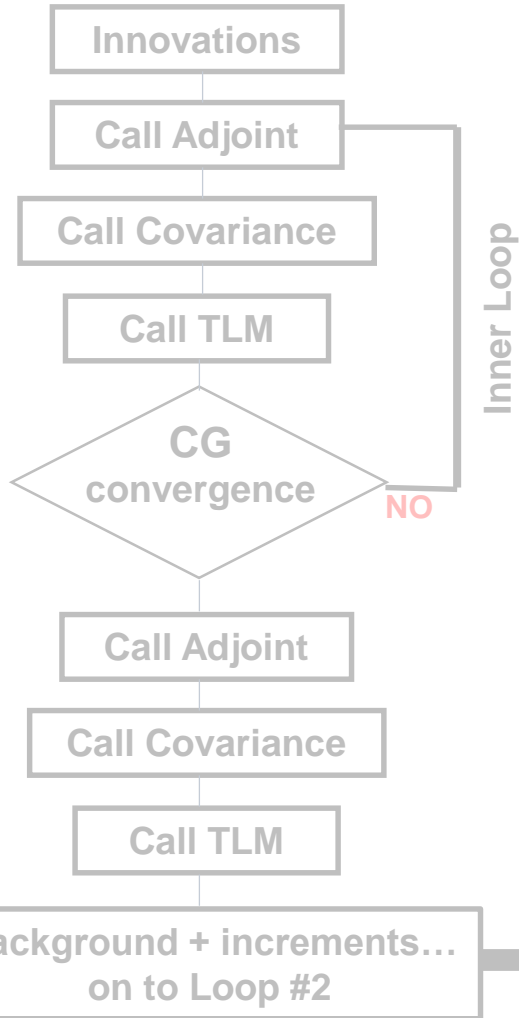 Innovations
Call Adjoint
Call Covariance
Call TLM
Inner Loop
CG
convergence
NO
Call Adjoint
Call Covariance
Call TLM
ackground + increments…
on to Loop #2